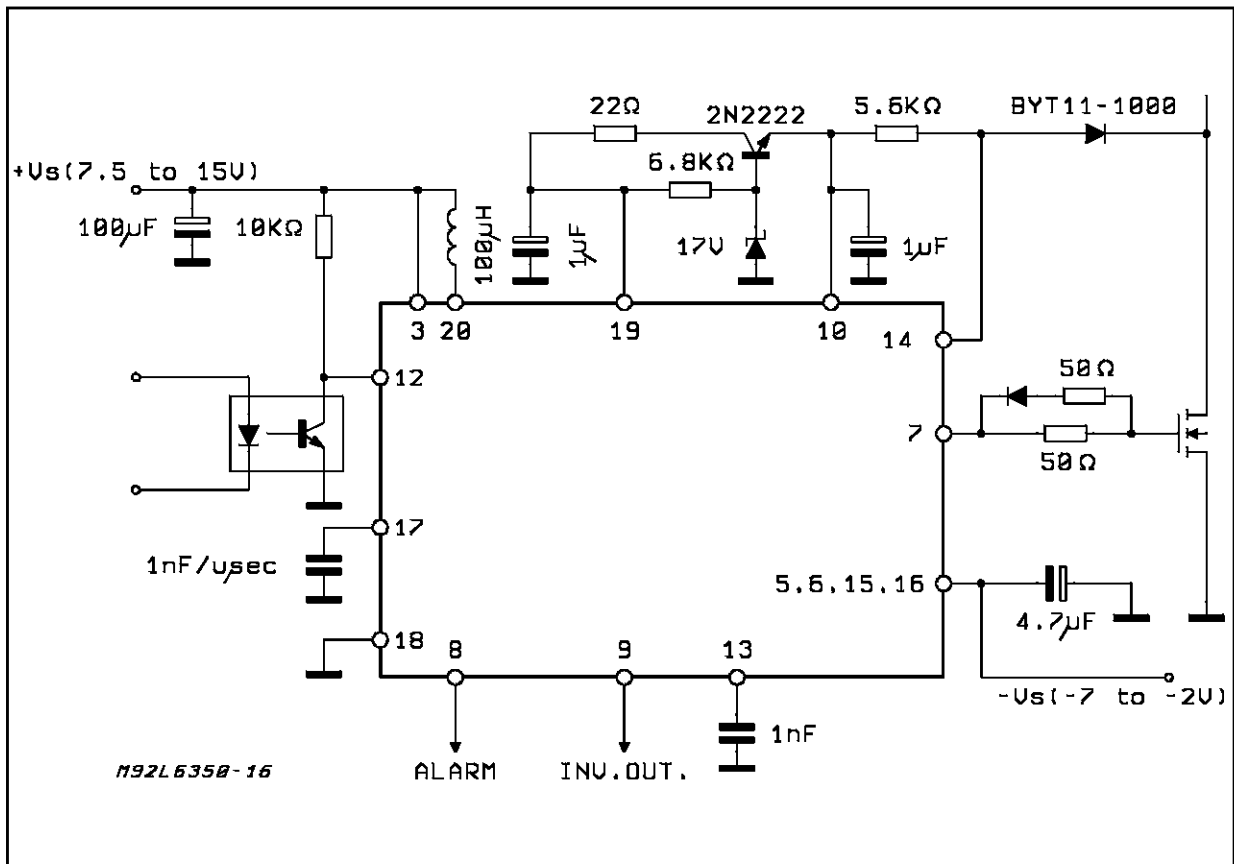 22Ω
2N2222
5.6KΩ
BYT11-1000
+Vs(7.5 to 15V)
6.8KΩ
100µF
10KΩ
100µH
1µF
17V
1µF
3
20
19
10
14
12
50Ω
7
50Ω
17
1nF/µsec
5,6,15,16
4.7µF
18
8
9
13
-Vs(-7 to -2V)
1nF
M92L6350-16
ALARM
INV.OUT.